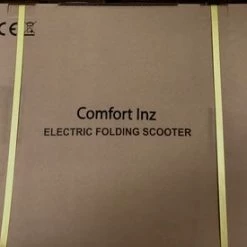 CE
Comfort Inz
ELECTRIC FOLDING SCOOTER